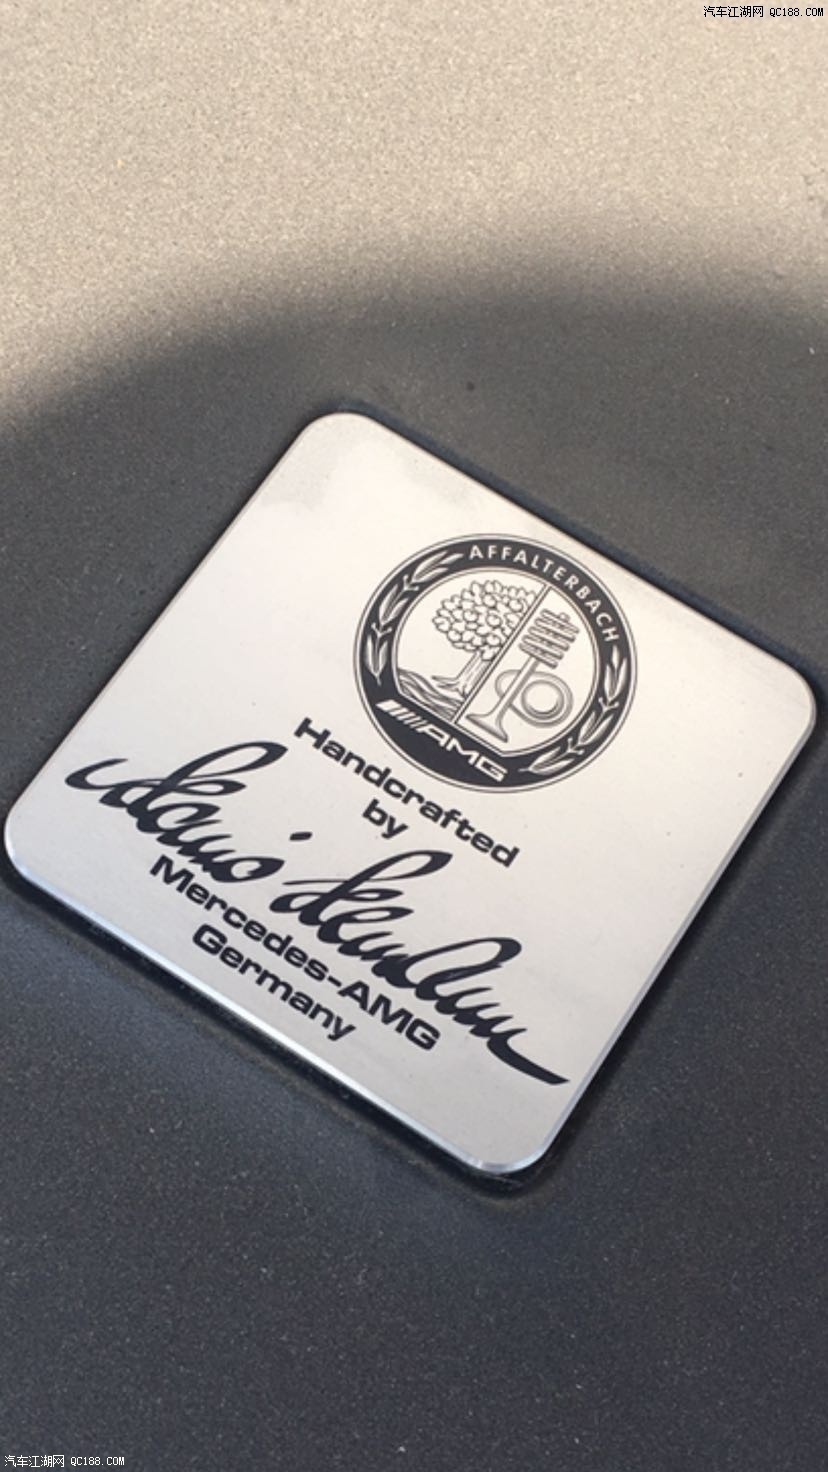 汽车江湖网 QC188.COM
AFFALTERBACH
AMG
Handcrafted
by
Mercedes-AMG
Germany
汽车江湖网 QC188.COM